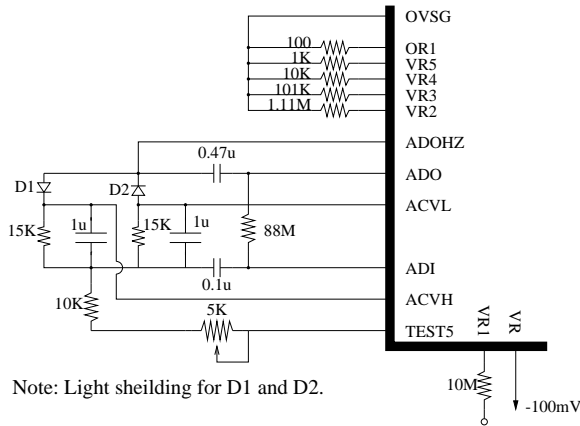 OVSG
100
OR1
1K
VR5
10K
VR4
101K
VR3
1.11M
VR2
ADOHZ
0.47u
ADO
D1
D2
ACVL
15K
1u
15K
1u
88M
ADI
0.1u
10K
ACVH
5K
TEST5
VR1
VR
10M
-100mV
Note: Light sheilding for D1 and D2.